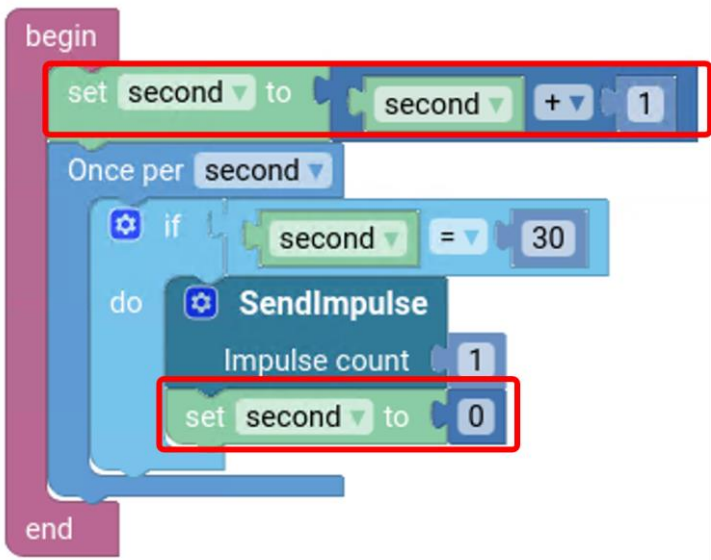 begin
set second to second + 1
Once per second
if second = 30
do SendImpulse
Impulse count 1
set second to 0
end